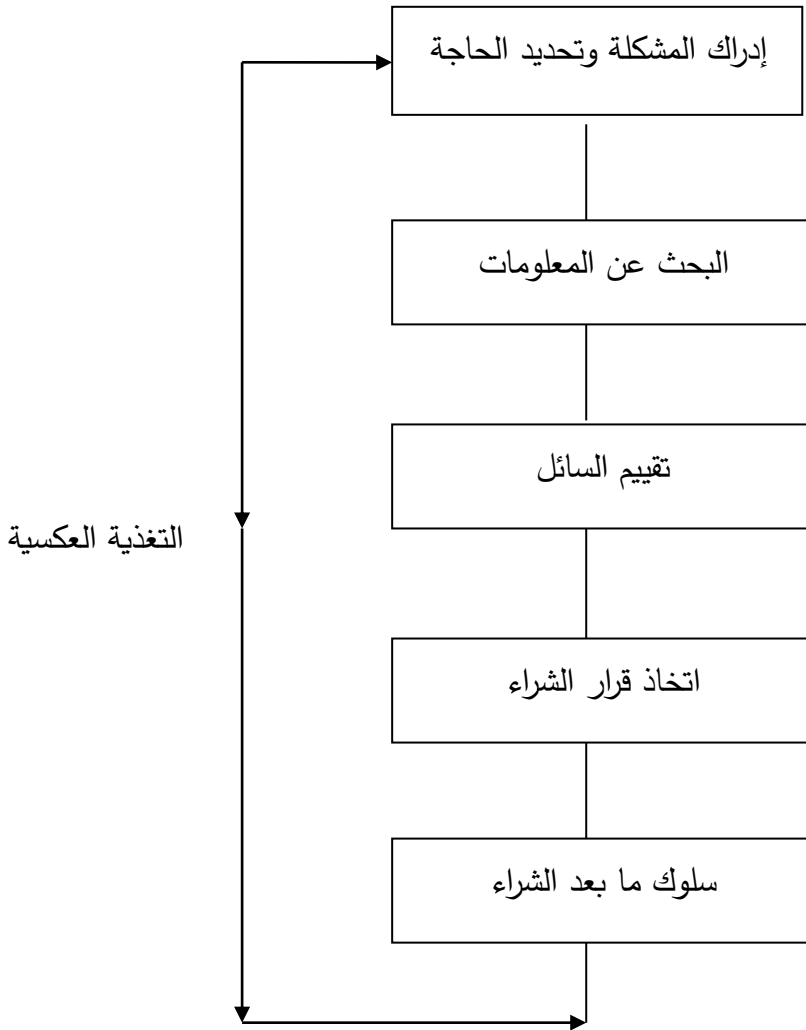 إدراك المشكلة وتحديد الحاجة
البحث عن المعلومات
تقييم السائل
التغذية العكسية
اتخاذ قرار الشراء
سلوك ما بعد الشراء